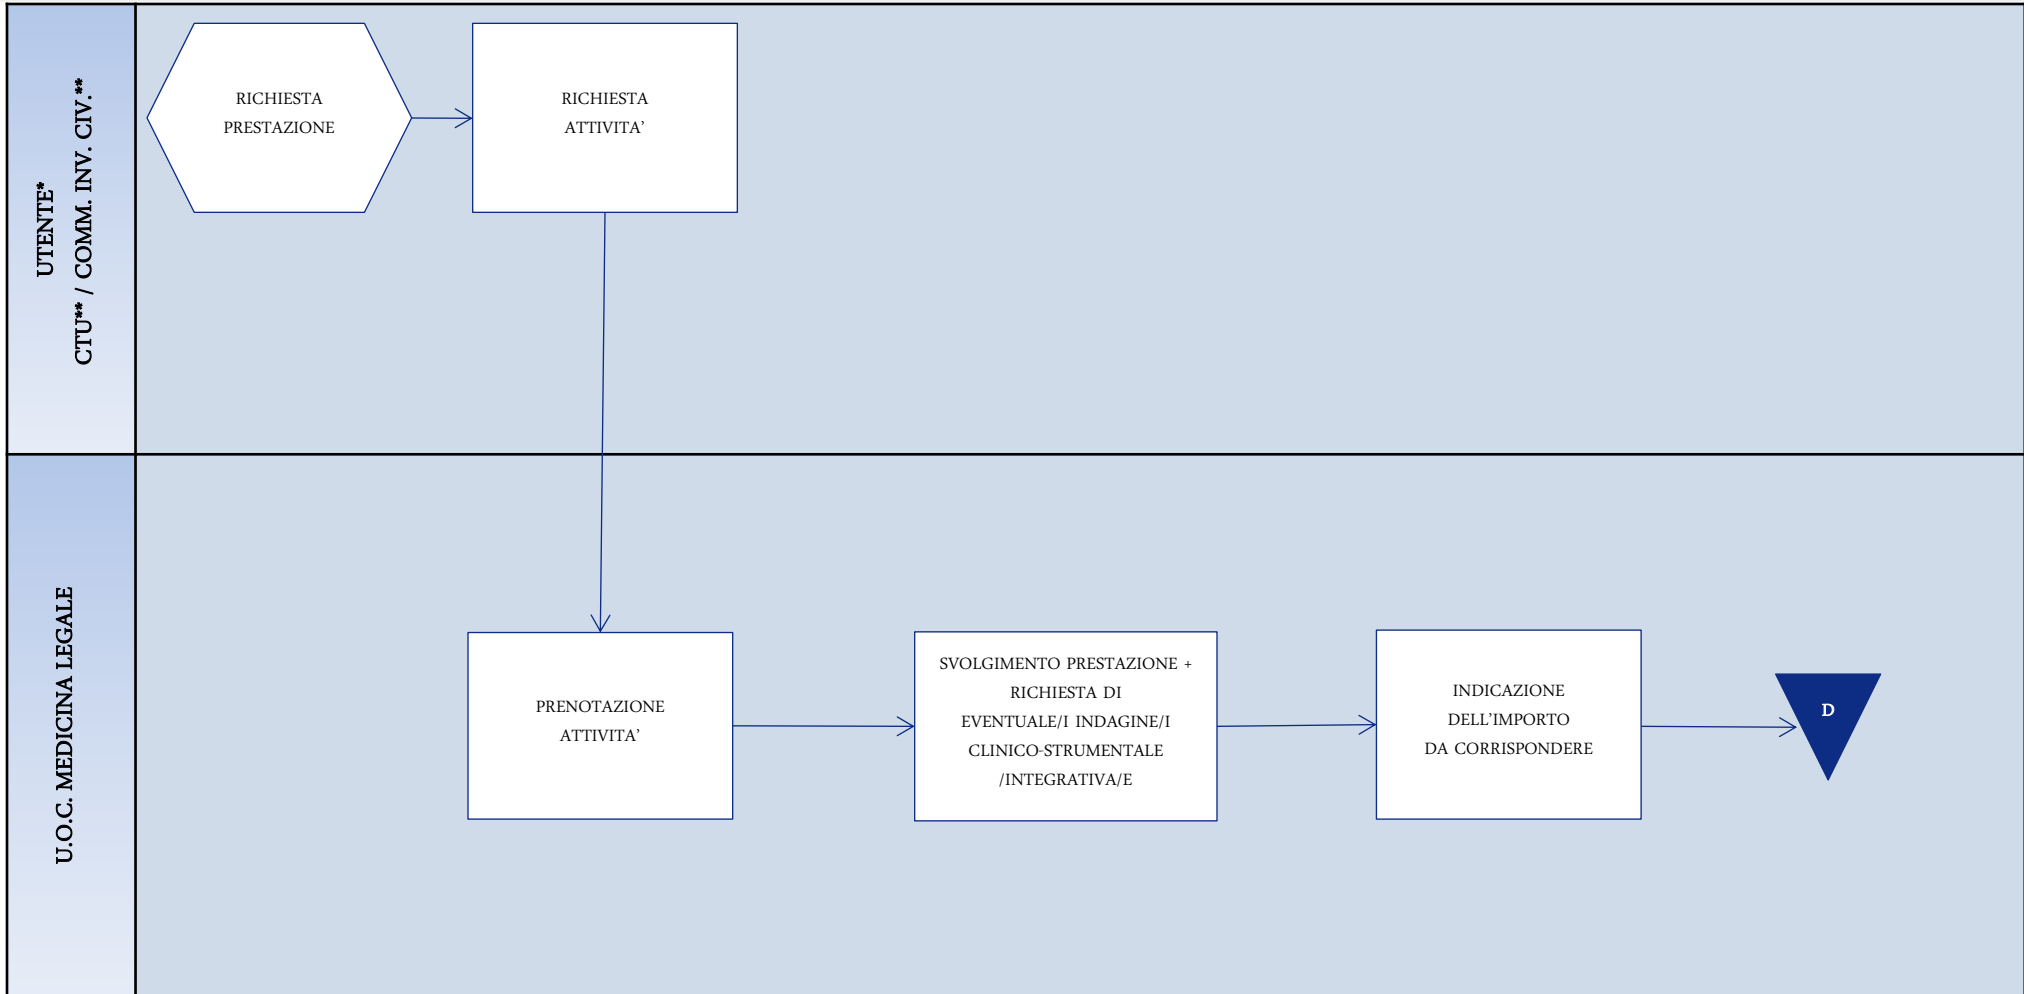 UTENTE*
CTU** / COMM. INV. CIV.**
RICHIESTA
PRESTAZIONE
RICHIESTA
ATTIVITA’
U.O.C. MEDICINA LEGALE
PRENOTAZIONE
ATTIVITA’
SVOLGIMENTO PRESTAZIONE +
RICHIESTA DI
EVENTUALE/I INDAGINE/I
CLINICO-STRUMENTALE
/INTEGRATIVA/E
INDICAZIONE
DELL’IMPORTO
DA CORRISPONDERE
D